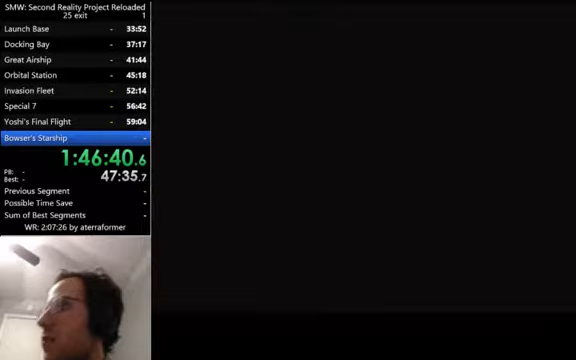 SMW: Second Reality Project Reloaded
25 exit 1
Launch Base - 33:52
Docking Bay - 37:17
Great Airship - 41:44
Orbital Station - 45:18
Invasion Fleet - 52:14
Special 7 - 56:42
Yoshi's Final Flight - 59:04
Bowser's Starship -
1:46:40.6
PB: -
Best: - 47:35.7
Previous Segment -
Possible Time Save -
Sum of Best Segments -
WR: 2:07:26 by aterraformer